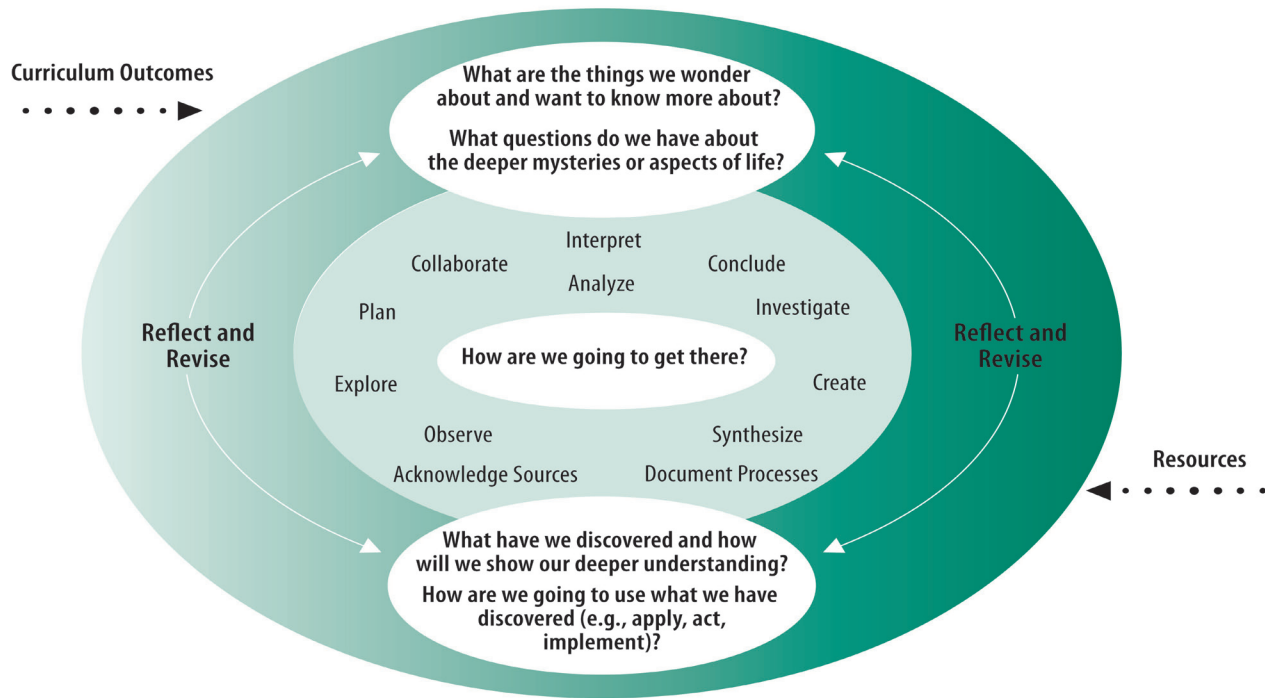 Curriculum Outcomes
What are the things we wonder
about and want to know more about?
What questions do we have about
the deeper mysteries or aspects of life?
Interpret
Collaborate
Conclude
Analyze
Plan
Investigate
Reflect and
Revise
How are we going to get there?
Reflect and
Revise
Explore
Create
Observe
Synthesize
Acknowledge Sources
Document Processes
Resources
What have we discovered and how
will we show our deeper understanding?
How are we going to use what we have
discovered (e.g., apply, act,
implement)?